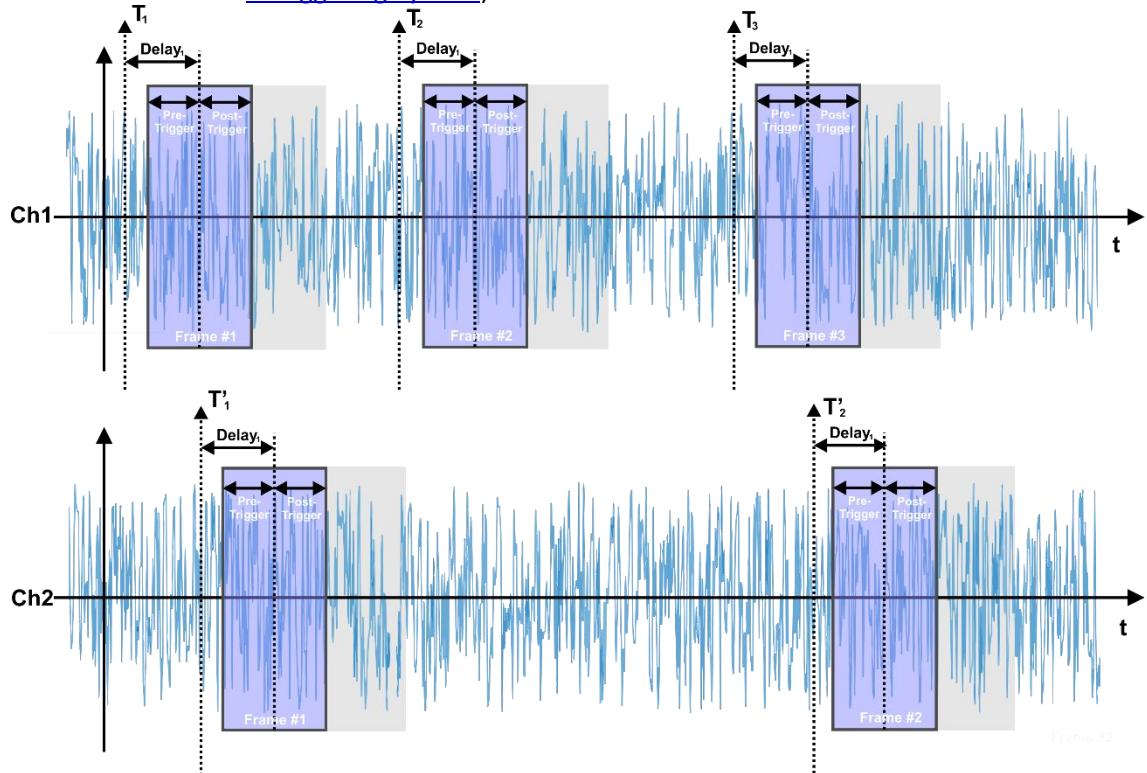 T1
T2
T3
Delay1
Delay1
Delay1
Pre-
Trigger
Post-
Trigger
Pre-
Trigger
Post-
Trigger
Pre-
Trigger
Post-
Trigger
Ch1
t
Frame #1
Frame #2
Frame #3
T'1
T'2
Delay1
Delay1
Pre-
Trigger
Post-
Trigger
Pre-
Trigger
Post-
Trigger
Ch2
t
Frame #1
Frame #2
Frame #2